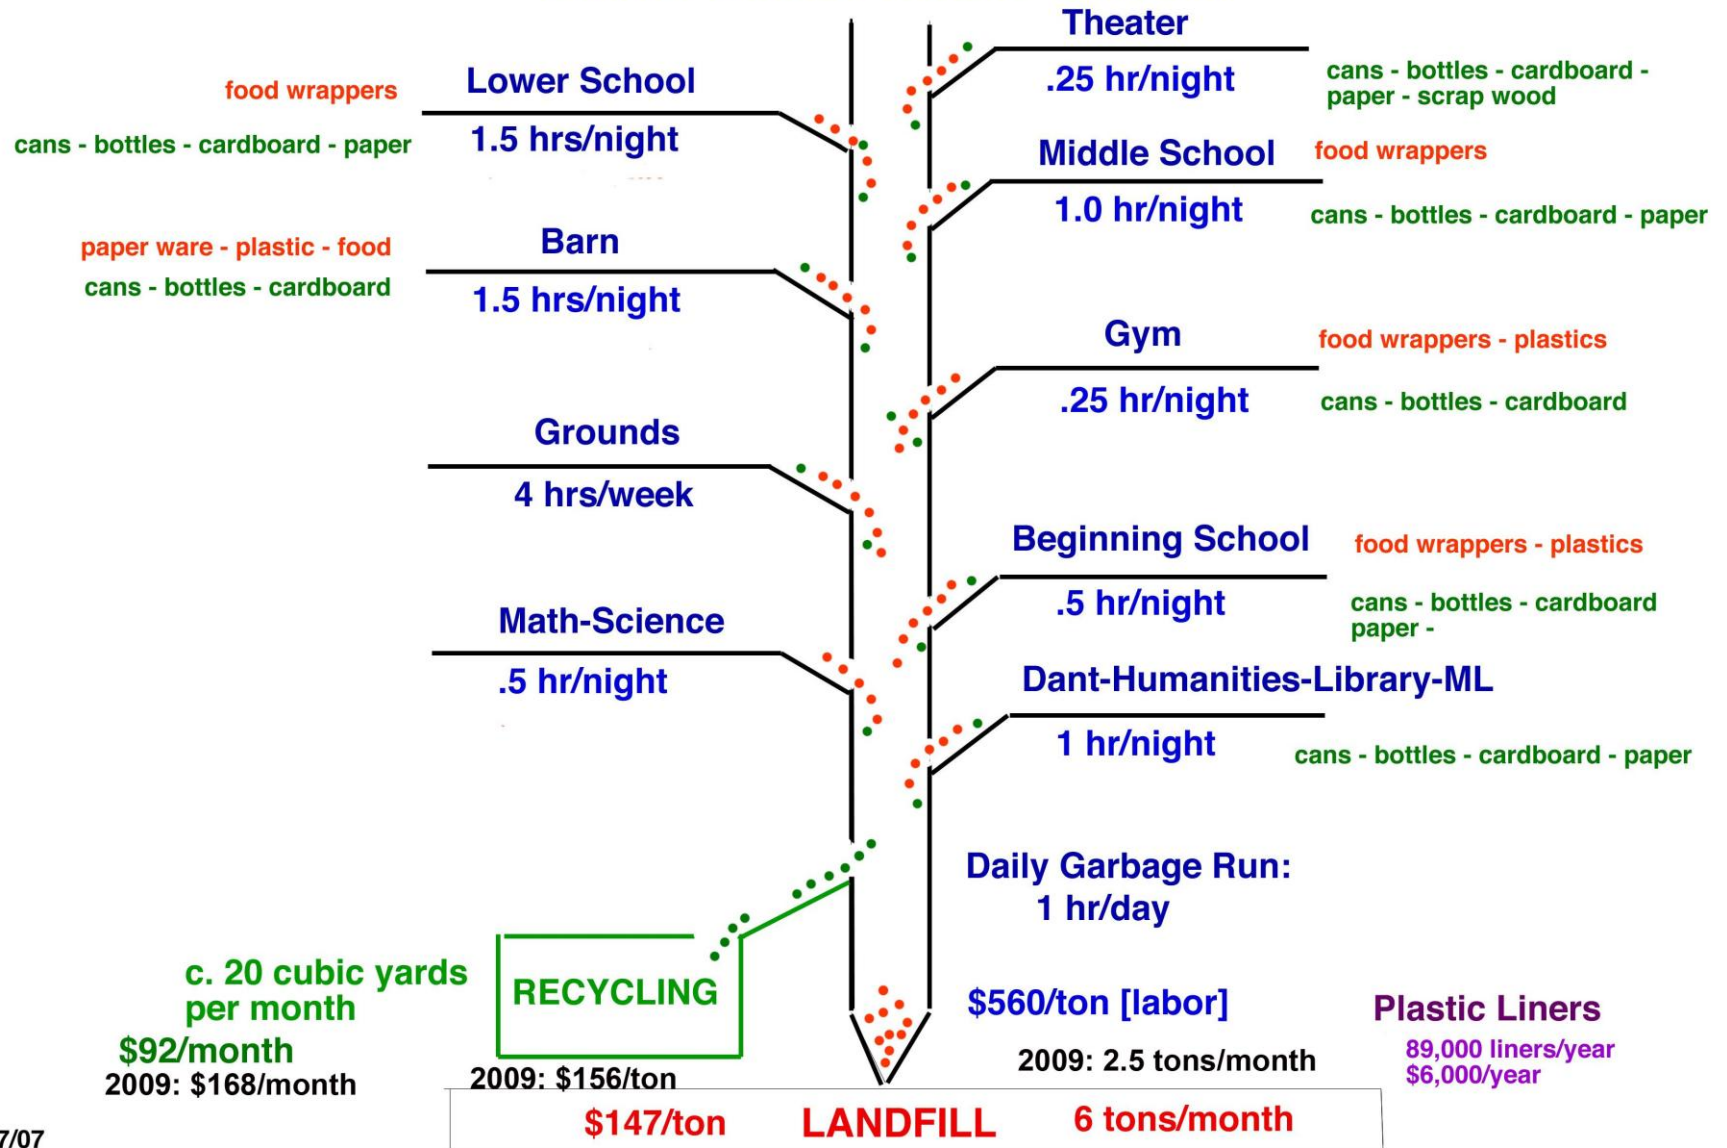 Theater
.25 hr/night
cans - bottles - cardboard -
paper - scrap wood
Lower School
1.5 hrs/night
food wrappers
cans - bottles - cardboard - paper
Middle School
1.0 hr/night
food wrappers
cans - bottles - cardboard - paper
Barn
1.5 hrs/night
paper ware - plastic - food
cans - bottles - cardboard
Gym
.25 hr/night
food wrappers - plastics
cans - bottles - cardboard
Grounds
4 hrs/week
Beginning School
.5 hr/night
food wrappers - plastics
cans - bottles - cardboard
paper -
Math-Science
.5 hr/night
Dant-Humanities-Library-ML
1 hr/night
cans - bottles - cardboard - paper
Daily Garbage Run:
1 hr/day
c. 20 cubic yards
per month
$92/month
2009: $168/month
RECYCLING
2009: $156/ton
$560/ton [labor]
2009: 2.5 tons/month
Plastic Liners
89,000 liners/year
$6,000/year
$147/ton
LANDFILL
6 tons/month
7/07